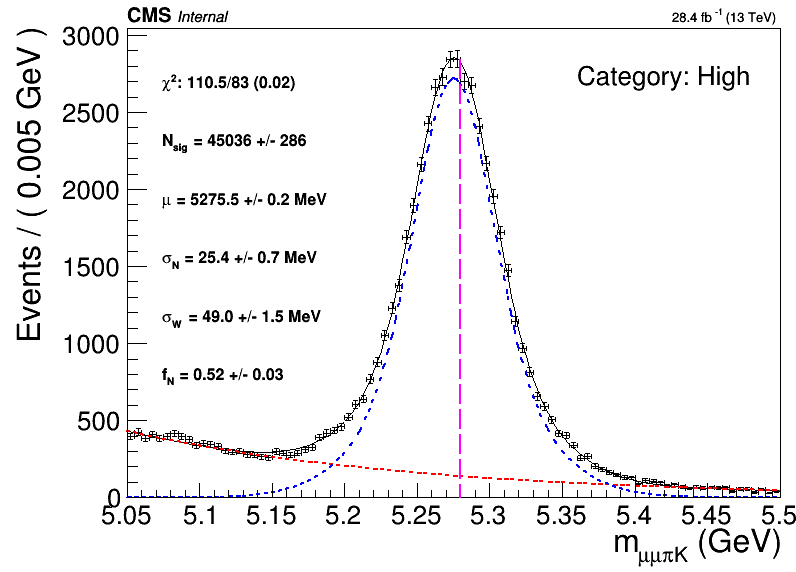 CMS Internal
28.4 fb⁻¹ (13 TeV)
Events / ( 0.005 GeV )
3000
2500
2000
1500
1000
500
0
χ²: 110.5/83 (0.02)
N_sig = 45036 +/- 286
μ = 5275.5 +/- 0.2 MeV
σ_N = 25.4 +/- 0.7 MeV
σ_W = 49.0 +/- 1.5 MeV
f_N = 0.52 +/- 0.03
Category: High
5.05 5.1 5.15 5.2 5.25 5.3 5.35 5.4 5.45 5.5
m_μμπK (GeV)